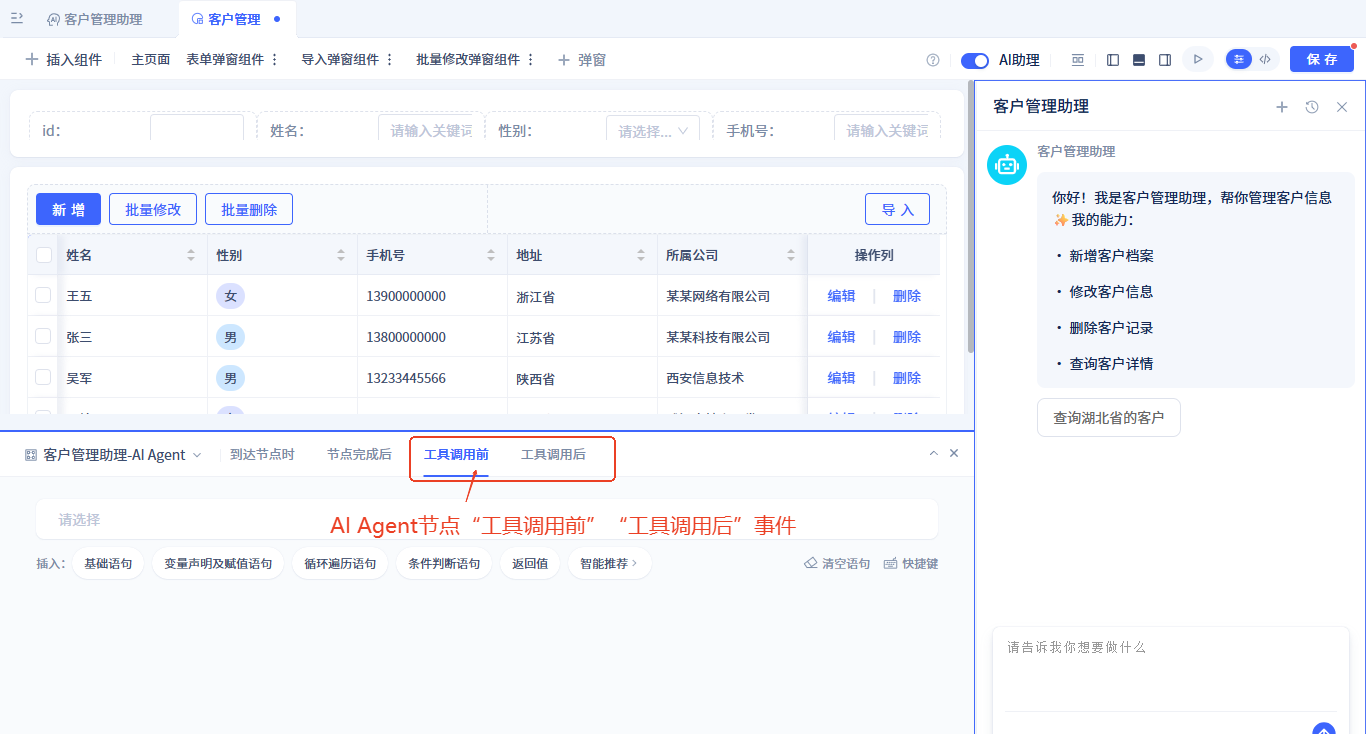 客户管理助理
客户管理
插入组件
主页面
表单弹窗组件
导入弹窗组件
批量修改弹窗组件
弹窗
AI助理
保 存
id：
姓名：
请输入关键词
性别：
请选择...
手机号：
请输入关键词
新 增
批量修改
批量删除
导 入
姓名 性别 手机号 地址 所属公司 操作列
王五 女 13900000000 浙江省 某某网络有限公司 编辑 删除
张三 男 13800000000 江苏省 某某科技有限公司 编辑 删除
吴军 男 13233445566 陕西省 西安信息技术 编辑 删除
客户管理助理-AI Agent
到达节点时
节点完成后
工具调用前
工具调用后
请选择
AI Agent节点“工具调用前”“工具调用后”事件
插入：
基础语句
变量声明及赋值语句
循环遍历语句
条件判断语句
返回值
智能推荐
清空语句
快捷键
客户管理助理
客户管理助理
你好！我是客户管理助理，帮你管理客户信息
✨我的能力：
• 新增客户档案
• 修改客户信息
• 删除客户记录
• 查询客户详情
查询湖北省的客户
请告诉我你想要做什么